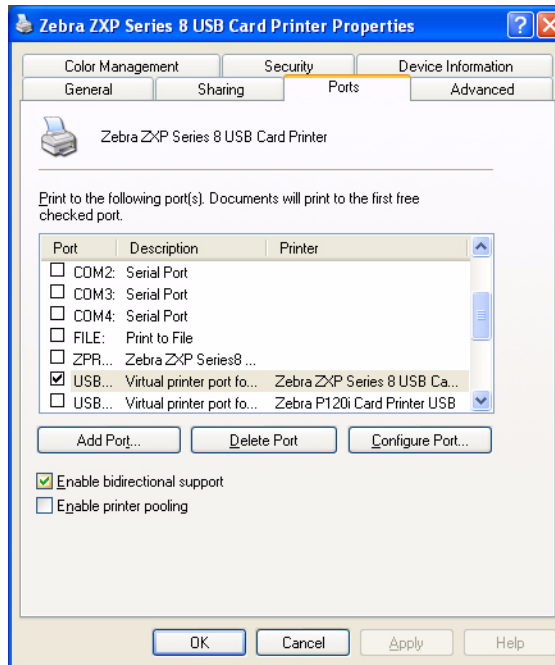 Zebra ZXP Series 8 USB Card Printer Properties
Color Management Security Device Information
General Sharing Ports Advanced
Zebra ZXP Series 8 USB Card Printer
Print to the following port(s). Documents will print to the first free
checked port.
Port Description Printer
COM2: Serial Port
COM3: Serial Port
COM4: Serial Port
FILE: Print to File
ZPR... Zebra ZXP Series8 ...
USB... Virtual printer port fo... Zebra ZXP Series 8 USB Ca...
USB... Virtual printer port fo... Zebra P120i Card Printer USB
Add Port... Delete Port Configure Port...
Enable bidirectional support
Enable printer pooling
OK Cancel Apply Help